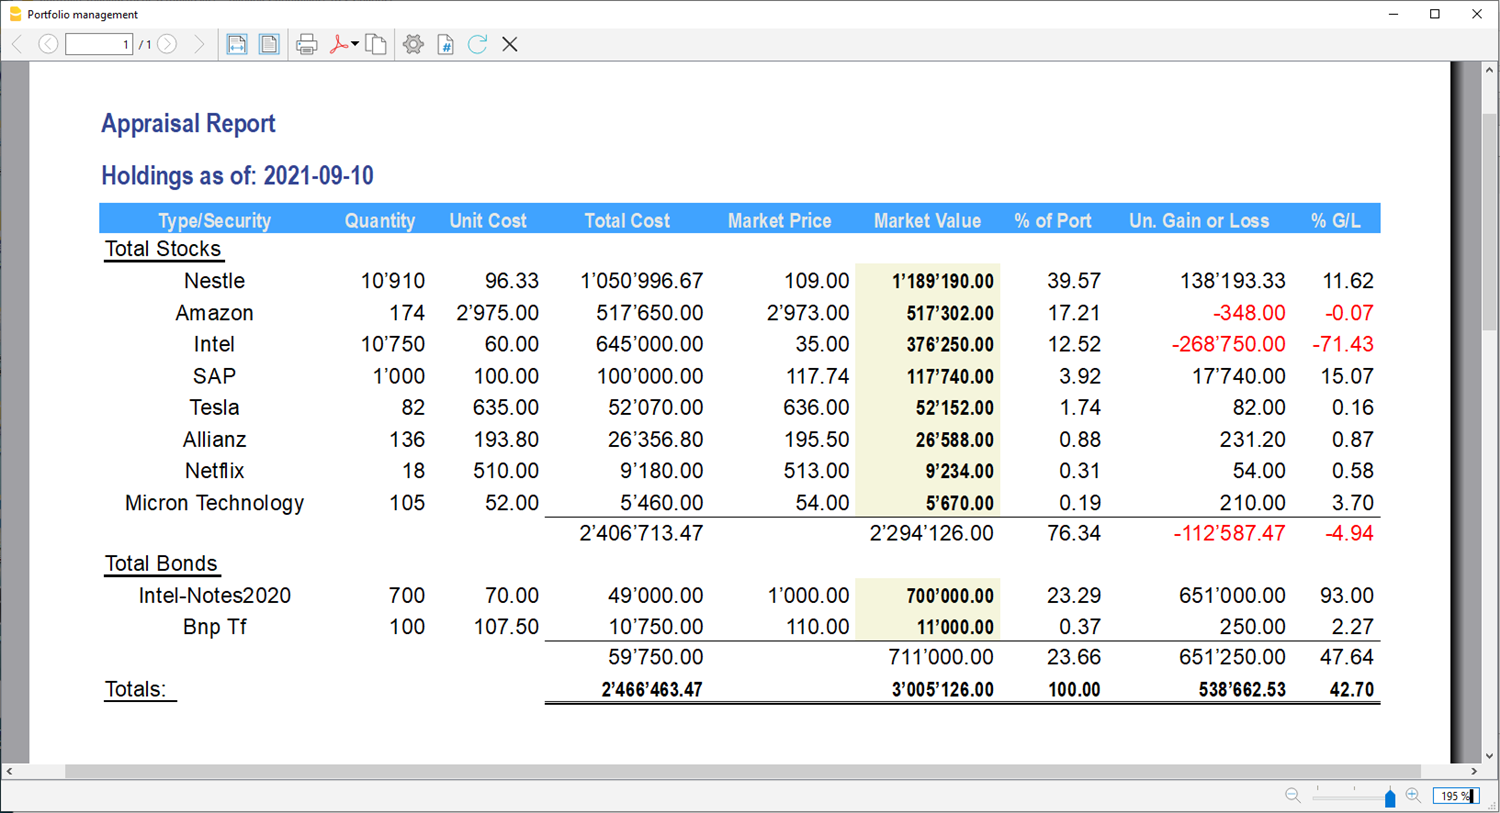 Portfolio management
1 / 1
Appraisal Report
Holdings as of: 2021-09-10
Type/Security Quantity Unit Cost Total Cost Market Price Market Value % of Port Un. Gain or Loss % G/L
Total Stocks
Nestle 10’910 96.33 1’050’996.67 109.00 1’189’190.00 39.57 138’193.33 11.62
Amazon 174 2’975.00 517’650.00 2’973.00 517’302.00 17.21 -348.00 -0.07
Intel 10’750 60.00 645’000.00 35.00 376’250.00 12.52 -268’750.00 -71.43
SAP 1’000 100.00 100’000.00 117.74 117’740.00 3.92 17’740.00 15.07
Tesla 82 635.00 52’070.00 636.00 52’152.00 1.74 82.00 0.16
Allianz 136 193.80 26’356.80 195.50 26’588.00 0.88 231.20 0.87
Netflix 18 510.00 9’180.00 513.00 9’234.00 0.31 54.00 0.58
Micron Technology 105 52.00 5’460.00 54.00 5’670.00 0.19 210.00 3.70
2’406’713.47 2’294’126.00 76.34 -112’587.47 -4.94
Total Bonds
Intel-Notes2020 700 70.00 49’000.00 1’000.00 700’000.00 23.29 651’000.00 93.00
Bnp Tf 100 107.50 10’750.00 110.00 11’000.00 0.37 250.00 2.27
59’750.00 711’000.00 23.66 651’250.00 47.64
Totals: 2’466’463.47 3’005’126.00 100.00 538’662.53 42.70
195 %